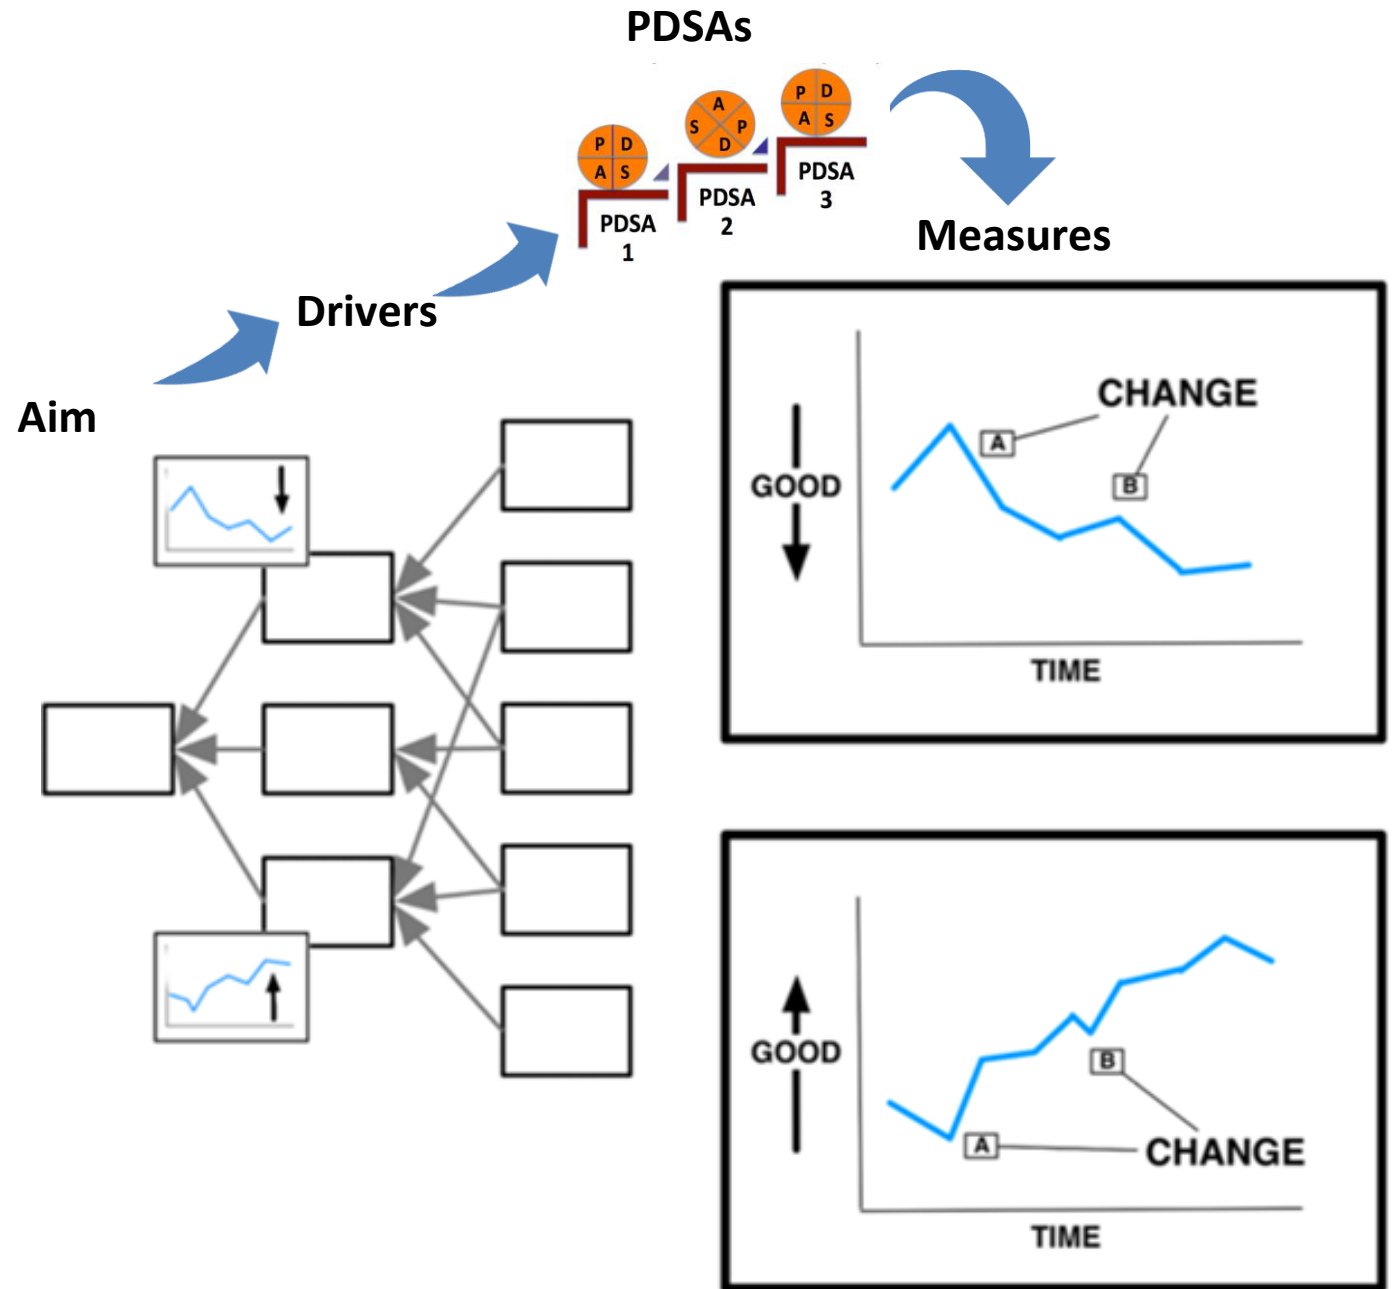 PDSAs
P D
A S
PDSA
1
A
S P
D
PDSA
2
P D
A S
PDSA
3
Measures
Drivers
Aim
CHANGE
A
B
GOOD
TIME
GOOD
B
A
CHANGE
TIME